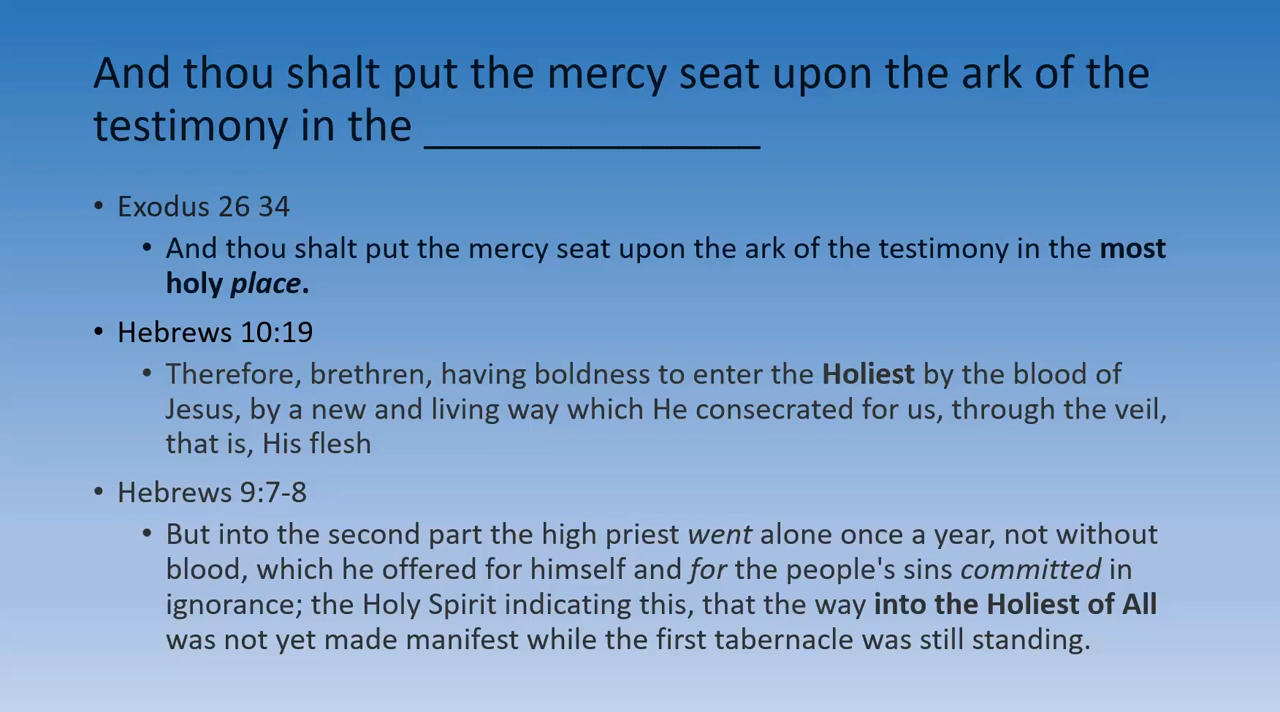 And thou shalt put the mercy seat upon the ark of the
testimony in the _______________
• Exodus 26 34
• And thou shalt put the mercy seat upon the ark of the testimony in the most
holy place.
• Hebrews 10:19
• Therefore, brethren, having boldness to enter the Holiest by the blood of
Jesus, by a new and living way which He consecrated for us, through the veil,
that is, His flesh
• Hebrews 9:7-8
• But into the second part the high priest went alone once a year, not without
blood, which he offered for himself and for the people's sins committed in
ignorance; the Holy Spirit indicating this, that the way into the Holiest of All
was not yet made manifest while the first tabernacle was still standing.